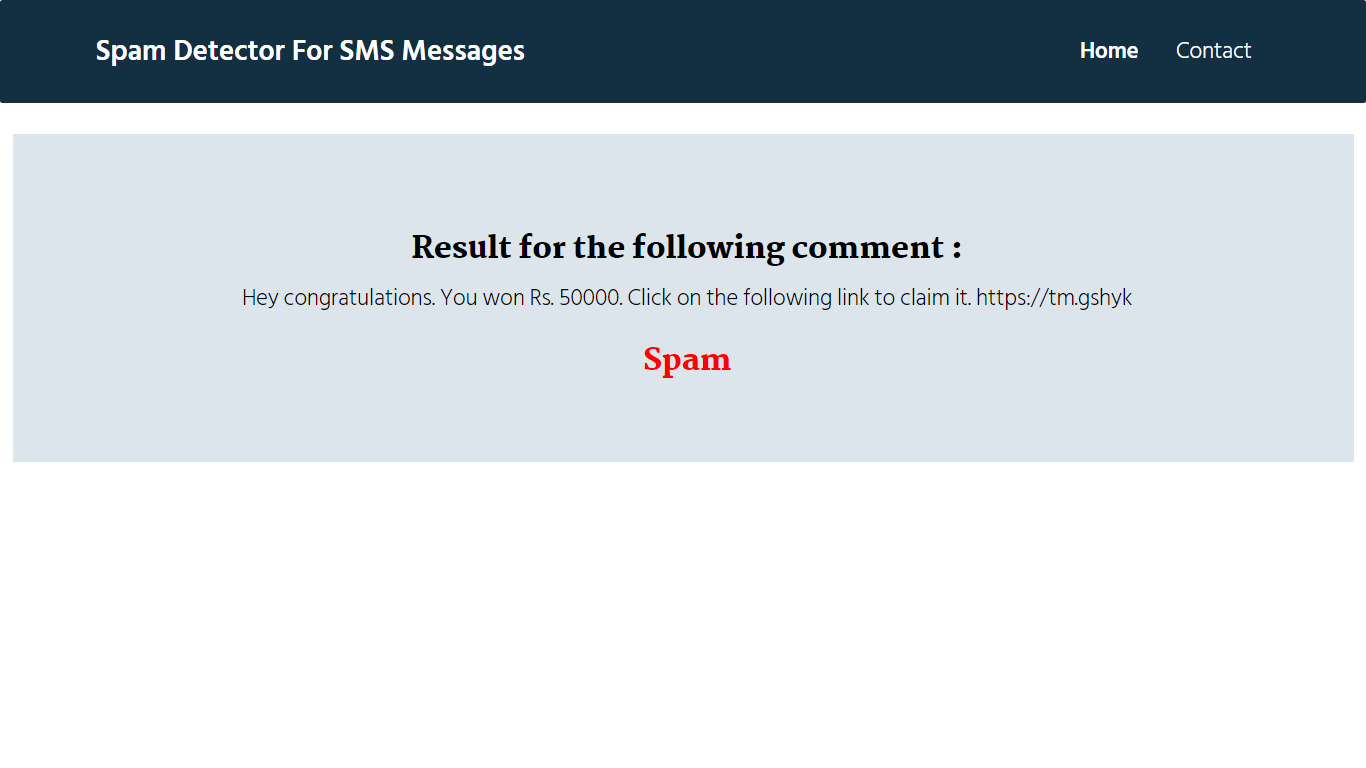 Spam Detector For SMS Messages
Home
Contact
Result for the following comment :
Hey congratulations. You won Rs. 50000. Click on the following link to claim it. https://tm.gshyk
Spam